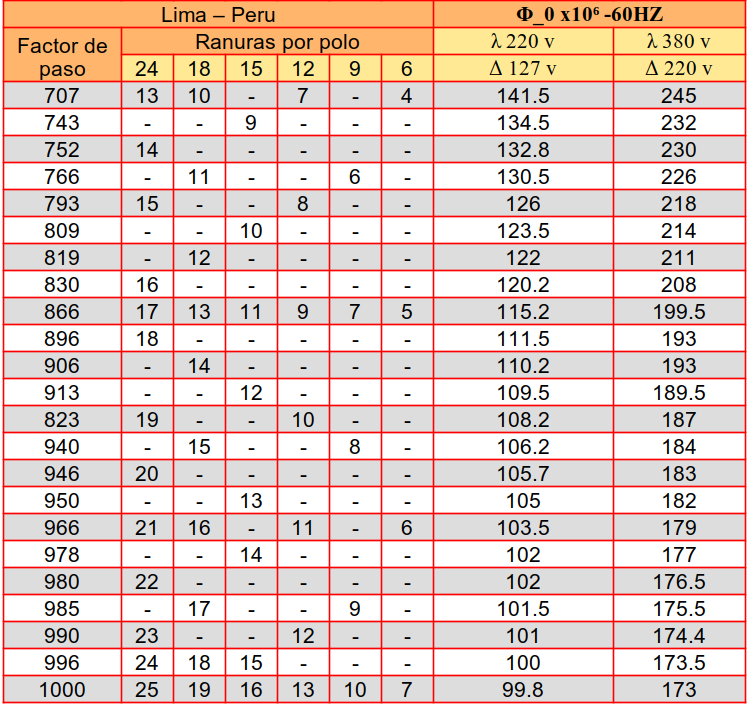 Lima – Peru Φ_0 x10⁶ -60HZ
Factor de paso Ranuras por polo λ 220 v λ 380 v
24 18 15 12 9 6 Δ 127 v Δ 220 v
707 13 10 - 7 - 4 141.5 245
743 - - 9 - - - 134.5 232
752 14 - - - - - 132.8 230
766 - 11 - - 6 - 130.5 226
793 15 - - 8 - - 126 218
809 - - 10 - - - 123.5 214
819 - 12 - - - - 122 211
830 16 - - - - - 120.2 208
866 17 13 11 9 7 5 115.2 199.5
896 18 - - - - - 111.5 193
906 - 14 - - - - 110.2 193
913 - - 12 - - - 109.5 189.5
823 19 - - 10 - - 108.2 187
940 - 15 - - 8 - 106.2 184
946 20 - - - - - 105.7 183
950 - - 13 - - - 105 182
966 21 16 - 11 - 6 103.5 179
978 - - 14 - - - 102 177
980 22 - - - - - 102 176.5
985 - 17 - - 9 - 101.5 175.5
990 23 - - 12 - - 101 174.4
996 24 18 15 - - - 100 173.5
1000 25 19 16 13 10 7 99.8 173